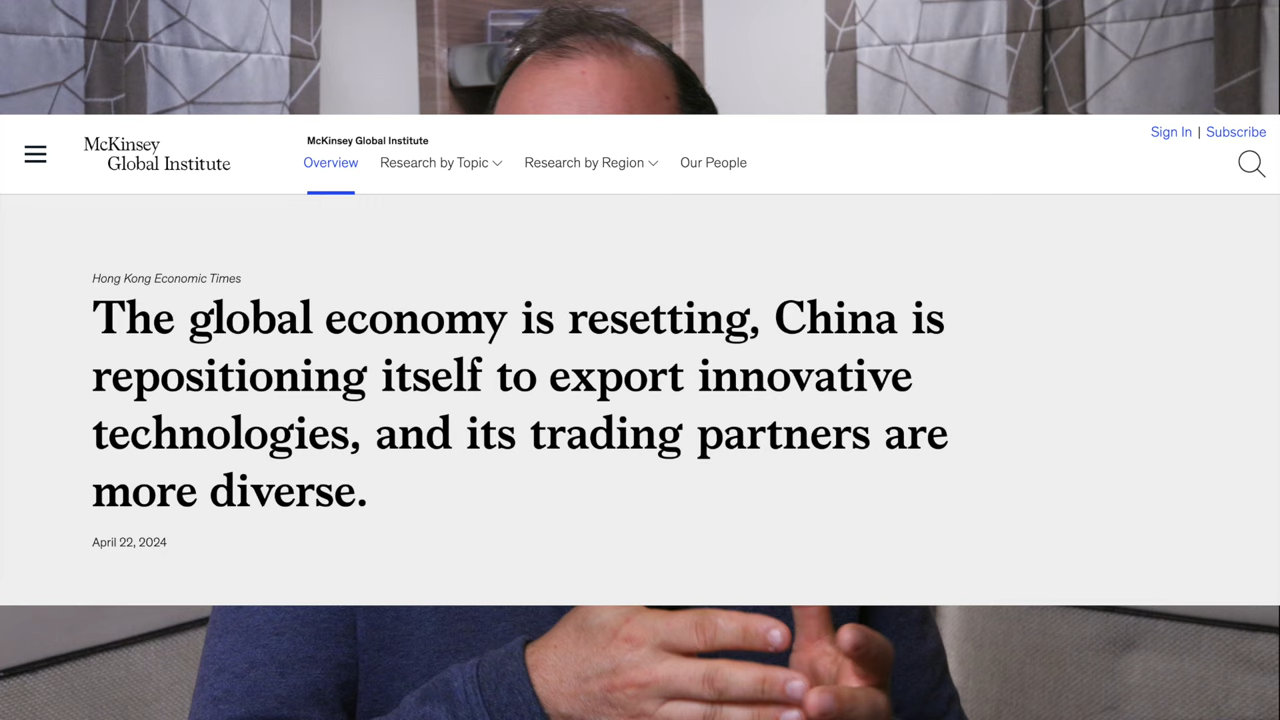 McKinsey
Global Institute
McKinsey Global Institute
Overview
Research by Topic
Research by Region
Our People
Sign In | Subscribe
Hong Kong Economic Times
The global economy is resetting, China is
repositioning itself to export innovative
technologies, and its trading partners are
more diverse.
April 22, 2024